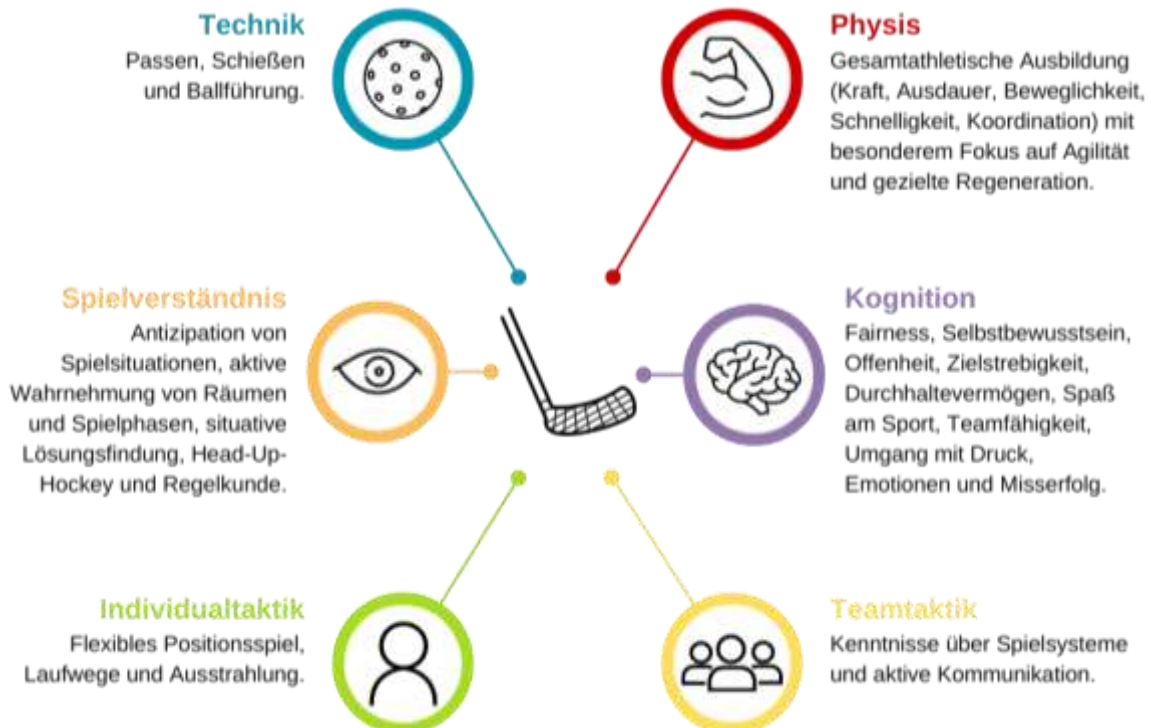 Technik
Passen, Schießen
und Ballführung.
Physis
Gesamtathletische Ausbildung
(Kraft, Ausdauer, Beweglichkeit,
Schnelligkeit, Koordination) mit
besonderem Fokus auf Agilität
und gezielte Regeneration.
Spielverständnis
Antizipation von
Spielsituationen, aktive
Wahrnehmung von Räumen
und Spielphasen, situative
Lösungsfindung, Head-Up-
Hockey und Regelkunde.
Kognition
Fairness, Selbstbewusstsein,
Offenheit, Zielstrebigkeit,
Durchhaltevermögen, Spaß
am Sport, Teamfähigkeit,
Umgang mit Druck,
Emotionen und Misserfolg.
Individualtaktik
Flexibles Positionsspiel,
Laufwege und Ausstrahlung.
Teamtaktik
Kenntnisse über Spielsysteme
und aktive Kommunikation.